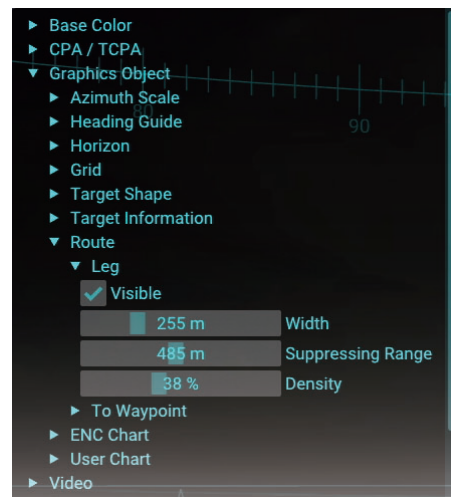 Base Color
CPA / TCPA
Graphics Object
Azimuth Scale
80
Heading Guide
90
Horizon
Grid
Target Shape
Target Information
Route
Leg
Visible
255 m Width
485 m Suppressing Range
38 % Density
To Waypoint
ENC Chart
User Chart
Video